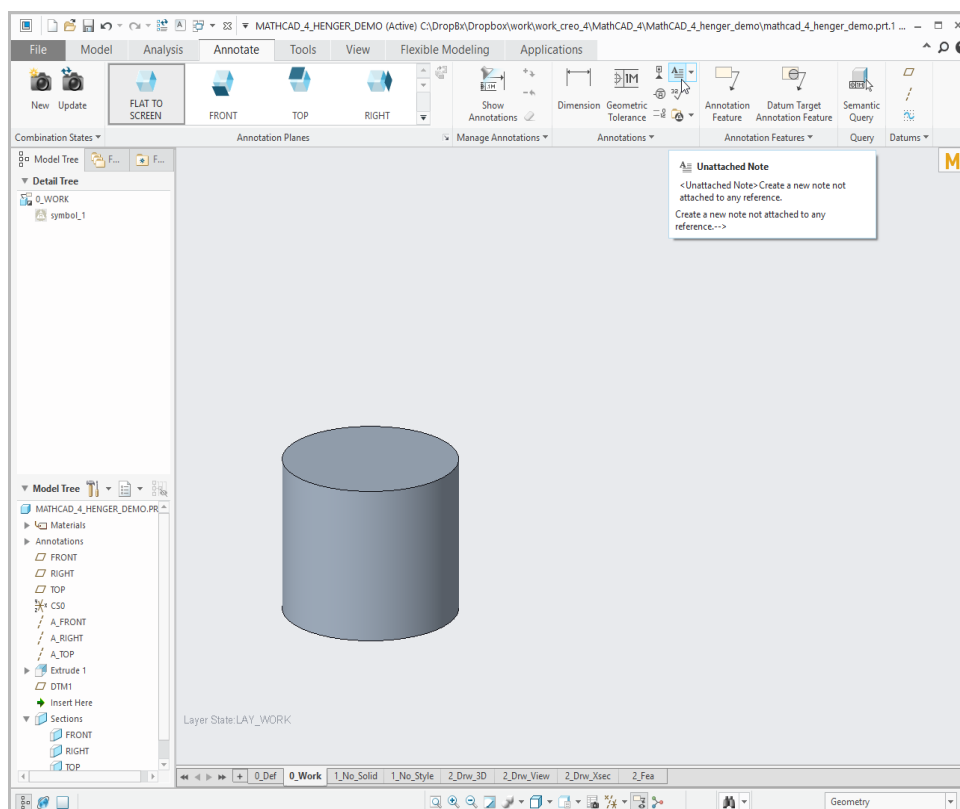 MATHCAD_4_HENGER_DEMO (Active) C:\DropBx\Dropbox\work\work_creo_4\MathCAD_4\MathCAD_4_henger_demo\mathcad_4_henger_demo.prt.1 ...
File Model Analysis Annotate Tools View Flexible Modeling Applications
New Update
FLAT TO
SCREEN
FRONT TOP RIGHT
Show
Annotations
Dimension Geometric
Tolerance
Annotation
Feature
Datum Target
Annotation Feature
Semantic
Query
Combination States Annotation Planes Manage Annotations Annotations Annotation Features Query Datums
Model Tree F... F...
Detail Tree
0_WORK
symbol_1
Unattached Note
<Unattached Note>Create a new note not
attached to any reference.
Create a new note not attached to any
reference.-->
M
Model Tree
MATHCAD_4_HENGER_DEMO.PR
Materials
Annotations
FRONT
RIGHT
TOP
CS0
A_FRONT
A_RIGHT
A_TOP
Extrude 1
DTM1
Insert Here
Sections
FRONT
RIGHT
TOP
Layer State:LAY_WORK
0_Def 0_Work 1_No_Solid 1_No_Style 2_Drw_3D 2_Drw_View 2_Drw_Xsec 2_Fea
Geometry